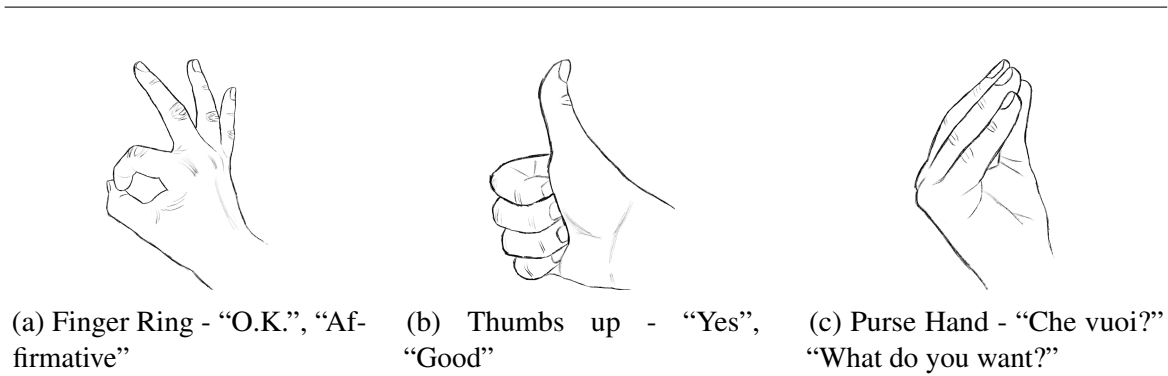 (a) Finger Ring - “O.K.”, “Af-
firmative”
(b) Thumbs up - “Yes”,
“Good”
(c) Purse Hand - “Che vuoi?”
“What do you want?”